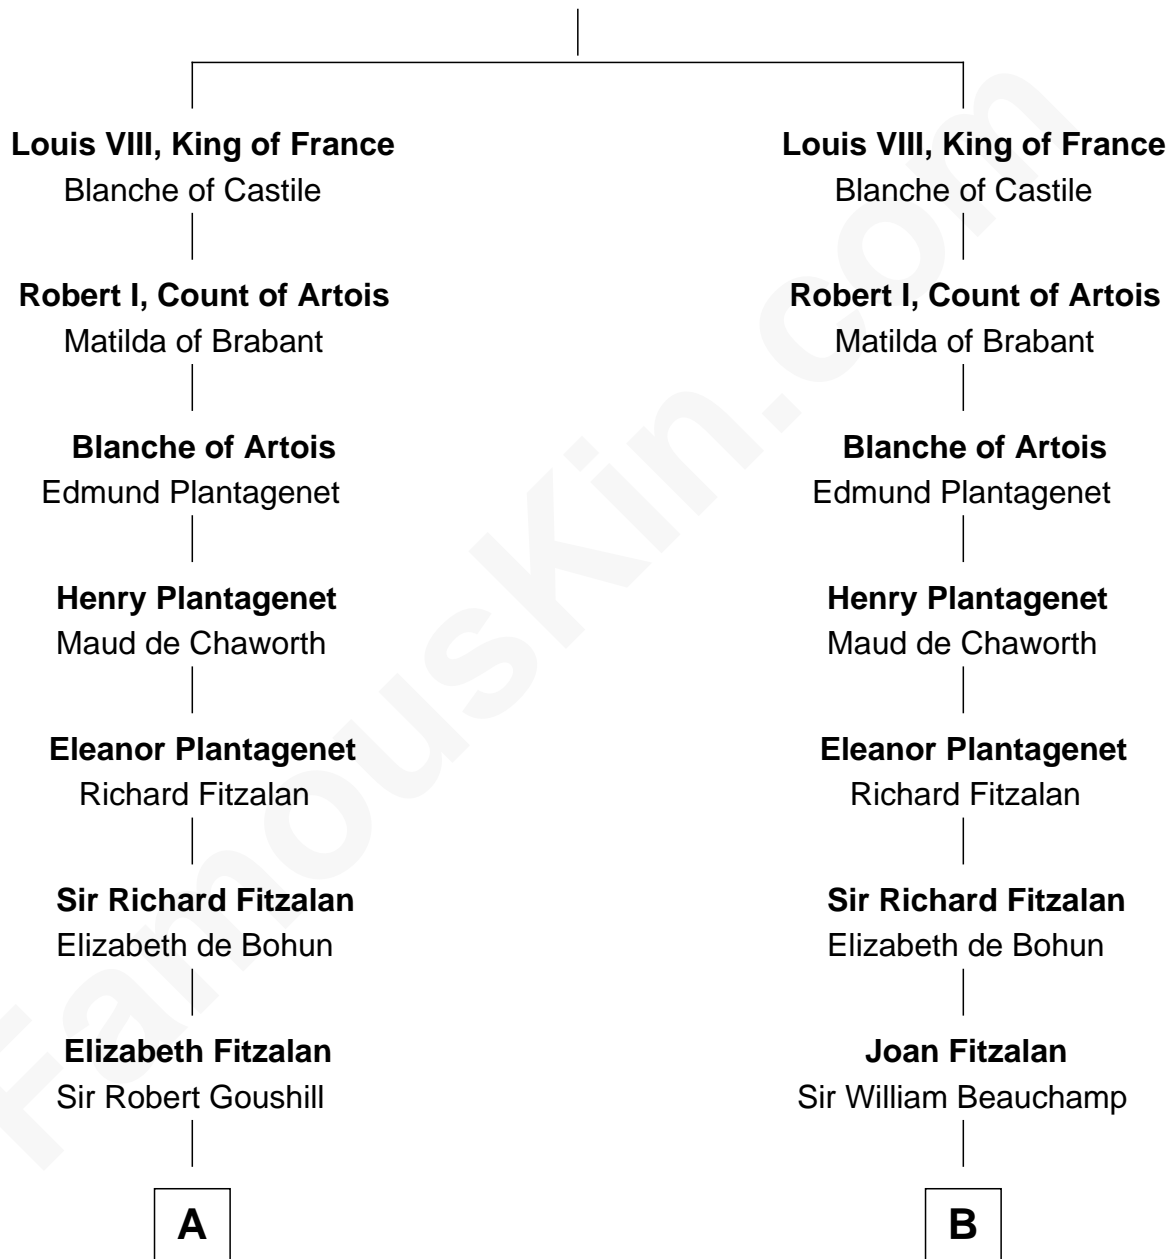 Louis VIII, King of France
Blanche of Castile
Robert I, Count of Artois
Matilda of Brabant
Blanche of Artois
Edmund Plantagenet
Henry Plantagenet
Maud de Chaworth
Eleanor Plantagenet
Richard Fitzalan
Sir Richard Fitzalan
Elizabeth de Bohun
Elizabeth Fitzalan
Sir Robert Goushill
A
Louis VIII, King of France
Blanche of Castile
Robert I, Count of Artois
Matilda of Brabant
Blanche of Artois
Edmund Plantagenet
Henry Plantagenet
Maud de Chaworth
Eleanor Plantagenet
Richard Fitzalan
Sir Richard Fitzalan
Elizabeth de Bohun
Joan Fitzalan
Sir William Beauchamp
B
FamousKin.com